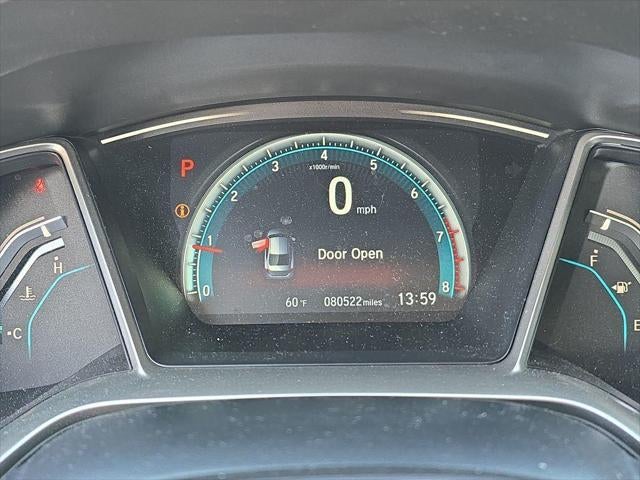 P
4
x1000r/min
3 5
2 6
1 7
0 8
0 mph
i
Door Open
60°F 080522 miles 13:59
H
C
F
E